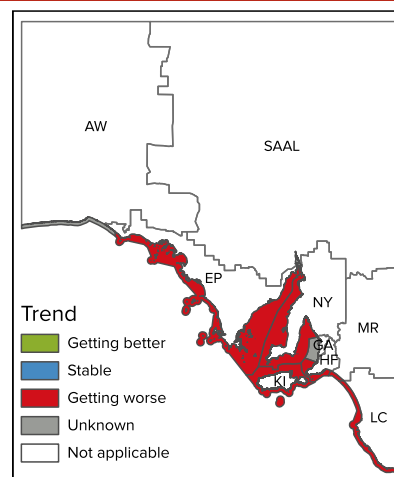 AW
SAAL
EP
NY
MR
GA
HF
KI
LC
Trend
Getting better
Stable
Getting worse
Unknown
Not applicable